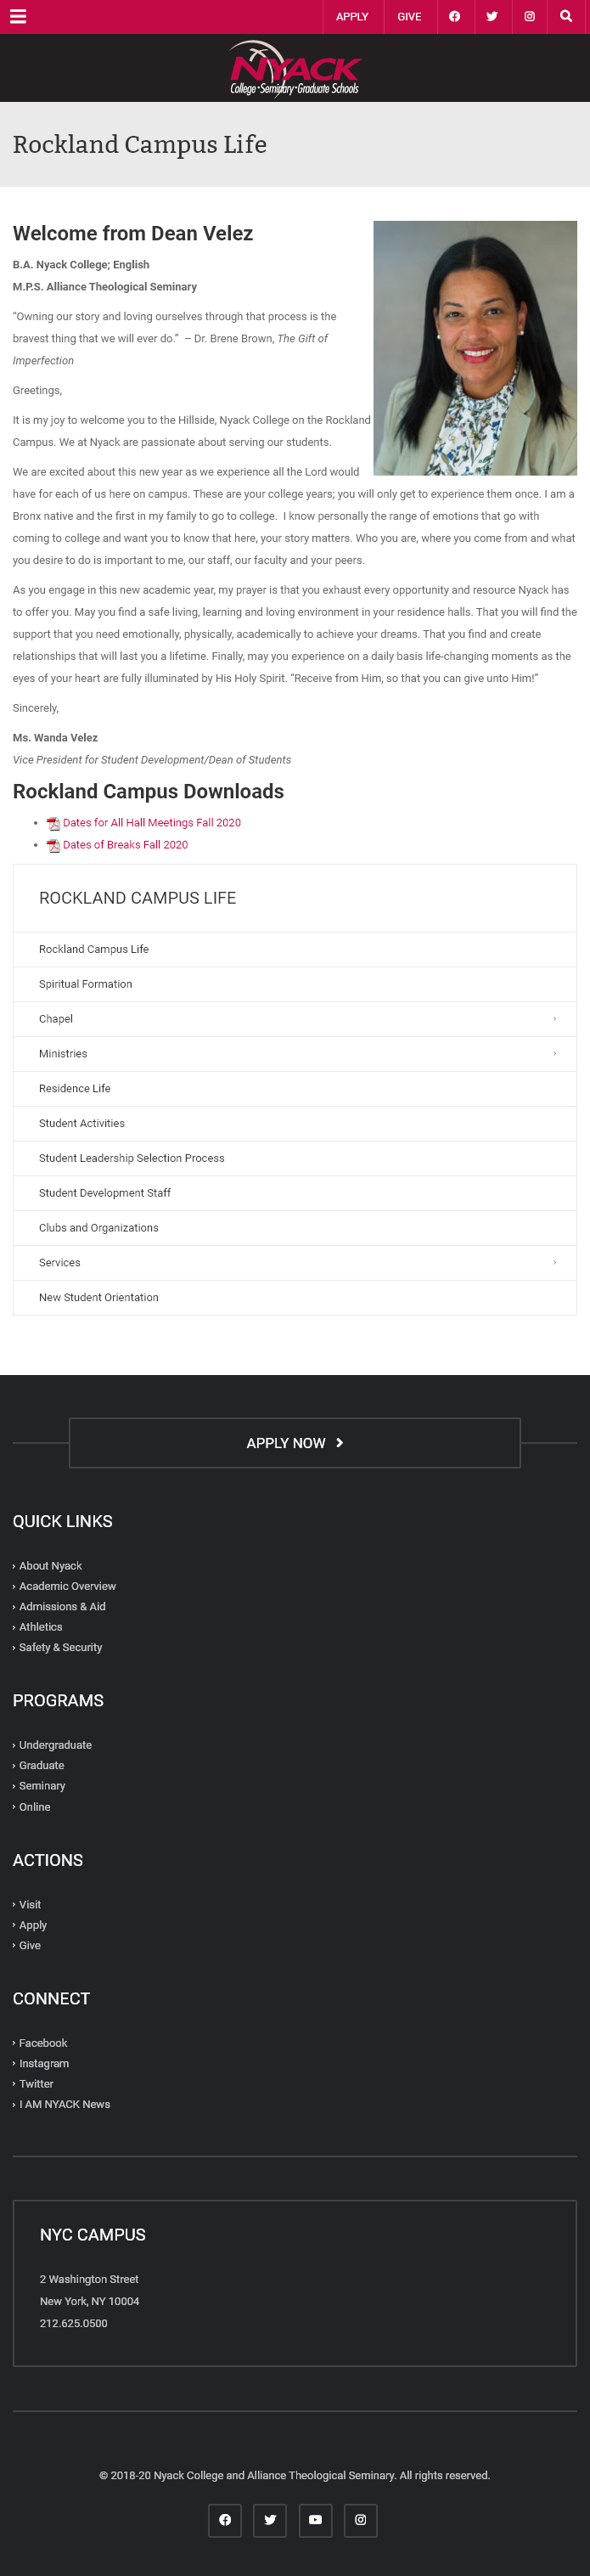 APPLY GIVE
NYACK
College • Seminary • Graduate Schools
Rockland Campus Life
Welcome from Dean Velez
B.A. Nyack College; English
M.P.S. Alliance Theological Seminary
“Owning our story and loving ourselves through that process is the
bravest thing that we will ever do.”  – Dr. Brene Brown, The Gift of
Imperfection
Greetings,
It is my joy to welcome you to the Hillside, Nyack College on the Rockland
Campus. We at Nyack are passionate about serving our students.
We are excited about this new year as we experience all the Lord would
have for each of us here on campus. These are your college years; you will only get to experience them once. I am a
Bronx native and the first in my family to go to college.  I know personally the range of emotions that go with
coming to college and want you to know that here, your story matters. Who you are, where you come from and what
you desire to do is important to me, our staff, our faculty and your peers.
As you engage in this new academic year, my prayer is that you exhaust every opportunity and resource Nyack has
to offer you. May you find a safe living, learning and loving environment in your residence halls. That you will find the
support that you need emotionally, physically, academically to achieve your dreams. That you find and create
relationships that will last you a lifetime. Finally, may you experience on a daily basis life-changing moments as the
eyes of your heart are fully illuminated by His Holy Spirit. “Receive from Him, so that you can give unto Him!”
Sincerely,
Ms. Wanda Velez
Vice President for Student Development/Dean of Students
Rockland Campus Downloads
• Dates for All Hall Meetings Fall 2020
• Dates of Breaks Fall 2020
ROCKLAND CAMPUS LIFE
Rockland Campus Life
Spiritual Formation
Chapel ›
Ministries ›
Residence Life
Student Activities
Student Leadership Selection Process
Student Development Staff
Clubs and Organizations
Services ›
New Student Orientation
APPLY NOW
QUICK LINKS
› About Nyack
› Academic Overview
› Admissions & Aid
› Athletics
› Safety & Security
PROGRAMS
› Undergraduate
› Graduate
› Seminary
› Online
ACTIONS
› Visit
› Apply
› Give
CONNECT
› Facebook
› Instagram
› Twitter
› I AM NYACK News
NYC CAMPUS
2 Washington Street
New York, NY 10004
212.625.0500
© 2018-20 Nyack College and Alliance Theological Seminary. All rights reserved.